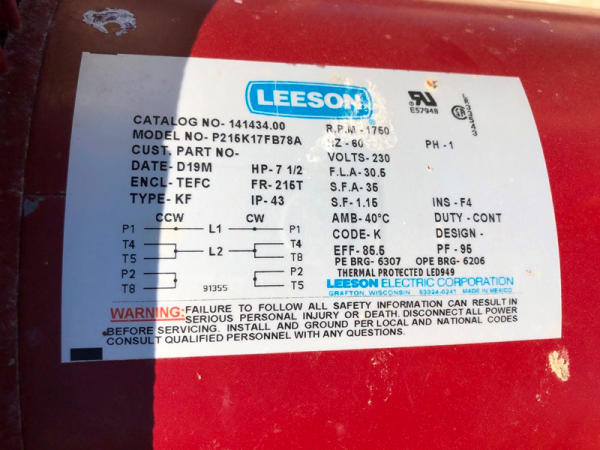 LEESON®
E57948
LR33543
CATALOG NO- 141434.00
MODEL NO- P215K17FB78A
CUST. PART NO-
DATE- D19M HP- 7 1/2
ENCL- TEFC FR- 215T
TYPE- KF IP- 43
R.P.M - 1750
HZ - 60 PH - 1
VOLTS- 230
F.L.A- 30.5
S.F.A- 35
S.F - 1.15 INS - F4
AMB- 40°C DUTY - CONT
CODE- K DESIGN -
EFF- 85.5 PF - 95
PE BRG- 6307 OPE BRG- 6206
THERMAL PROTECTED LED949
CCW CW
P1 L1 P1
T4 T4
T5 L2 T8
P2 P2
T8 91355 T5
LEESON ELECTRIC CORPORATION
GRAFTON, WISCONSIN 53024-0241 MADE IN MEXICO
WARNING: FAILURE TO FOLLOW ALL SAFETY INFORMATION CAN RESULT IN
SERIOUS PERSONAL INJURY OR DEATH. DISCONNECT ALL POWER
BEFORE SERVICING. INSTALL AND GROUND PER LOCAL AND NATIONAL CODES
CONSULT QUALIFIED PERSONNEL WITH ANY QUESTIONS.